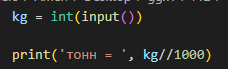 kg = int(input())
print('тонн = ', kg//1000)